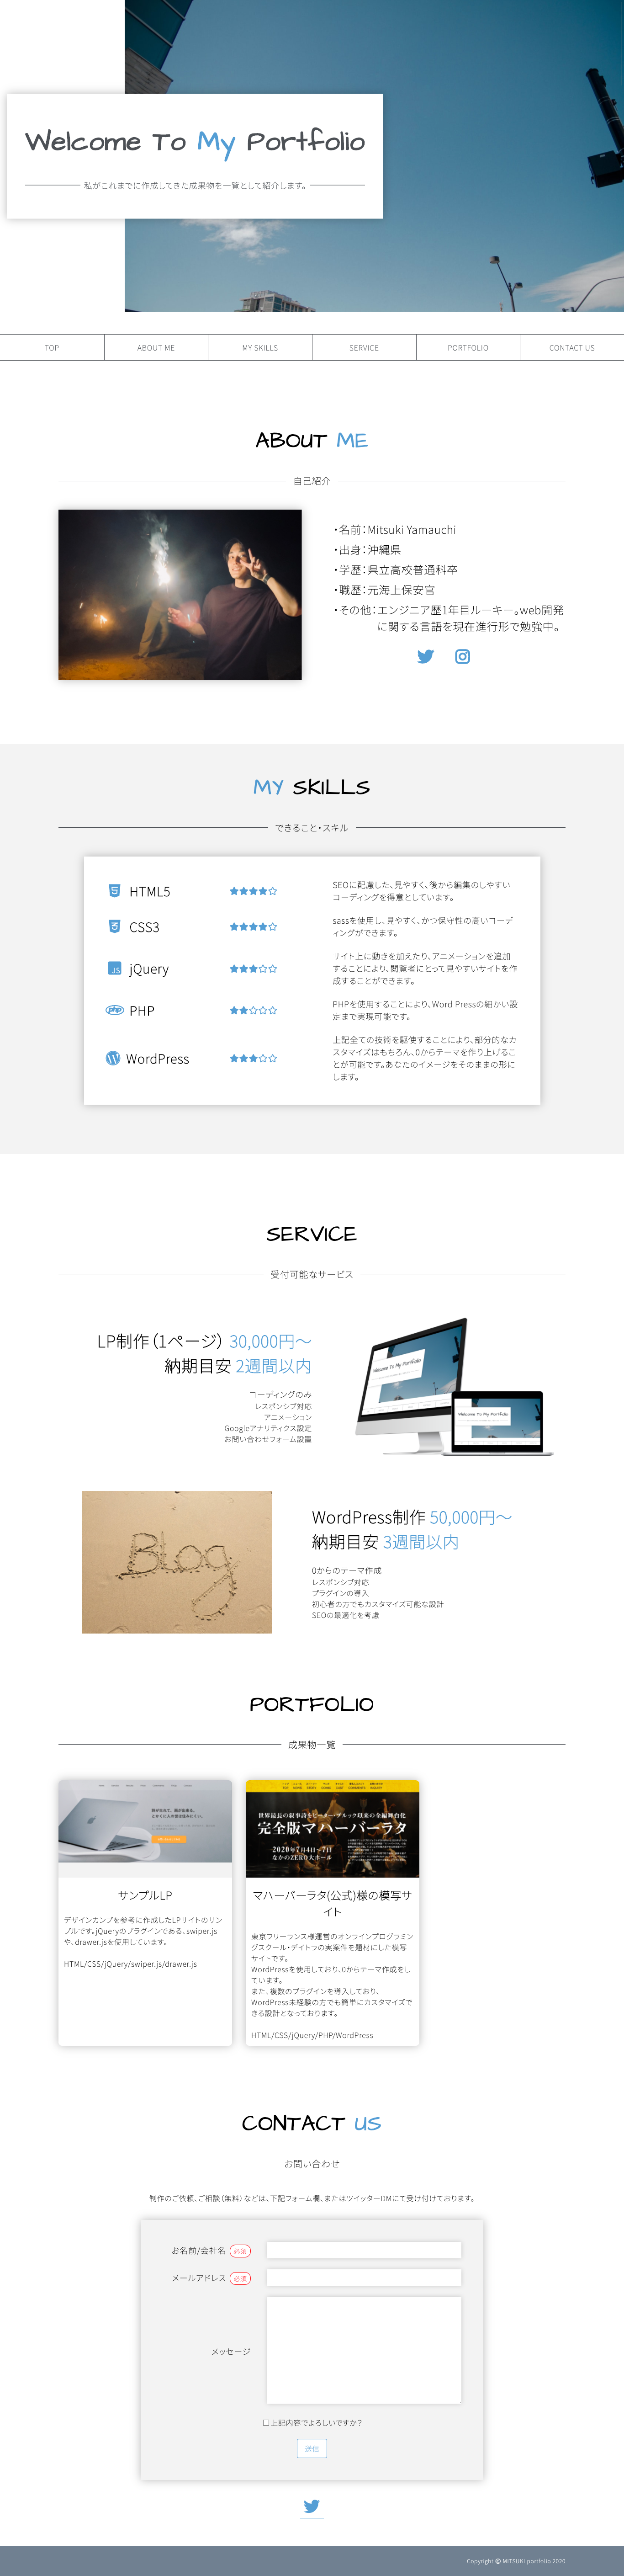 Welcome To My Portfolio
私がこれまでに作成してきた成果物を一覧として紹介します。
TOP
ABOUT ME
MY SKILLS
SERVICE
PORTFOLIO
CONTACT US
ABOUT ME
自己紹介
・名前：Mitsuki Yamauchi
・出身：沖縄県
・学歴：県立高校普通科卒
・職歴：元海上保安官
・その他：エンジニア歴1年目ルーキー。web開発
に関する言語を現在進行形で勉強中。
MY SKILLS
できること・スキル
HTML5
SEOに配慮した、見やすく、後から編集のしやすい
コーディングを得意としています。
CSS3
sassを使用し、見やすく、かつ保守性の高いコーデ
ィングができます。
JS jQuery
サイト上に動きを加えたり、アニメーションを追加
することにより、閲覧者にとって見やすいサイトを作
成することができます。
php PHP
PHPを使用することにより、Word Pressの細かい設
定まで実現可能です。
WordPress
上記全ての技術を駆使することにより、部分的なカ
スタマイズはもちろん、0からテーマを作り上げるこ
とが可能です。あなたのイメージをそのままの形に
します。
SERVICE
受付可能なサービス
LP制作（1ページ） 30,000円〜
納期目安 2週間以内
コーディングのみ
レスポンシブ対応
アニメーション
Googleアナリティクス設定
お問い合わせフォーム設置
Welcome To My Portfolio
Welcome To My Portfolio
Blog
WordPress制作 50,000円〜
納期目安 3週間以内
0からのテーマ作成
レスポンシブ対応
プラグインの導入
初心者の方でもカスタマイズ可能な設計
SEOの最適化を考慮
PORTFOLIO
成果物一覧
サンプルLP
デザインカンプを参考に作成したLPサイトのサン
プルです。jQueryのプラグインである、swiper.js
や、drawer.jsを使用しています。
HTML/CSS/jQuery/swiper.js/drawer.js
世界最長の叙事詩をピーター・ブルック以来の全編舞台化
完全版マハーバーラタ
2020年7月4日〜7日
なかのZERO大ホール
マハーバーラタ(公式)様の模写サ
イト
東京フリーランス様運営のオンラインプログラミン
グスクール・デイトラの実案件を題材にした模写
サイトです。
WordPressを使用しており、0からテーマ作成をし
ています。
また、複数のプラグインを導入しており、
WordPress未経験の方でも簡単にカスタマイズで
きる設計となっております。
HTML/CSS/jQuery/PHP/WordPress
CONTACT US
お問い合わせ
制作のご依頼、ご相談（無料）などは、下記フォーム欄、またはツイッターDMにて受け付けております。
お名前/会社名 必須
メールアドレス 必須
メッセージ
上記内容でよろしいですか？
送信
Copyright © MITSUKI portfolio 2020